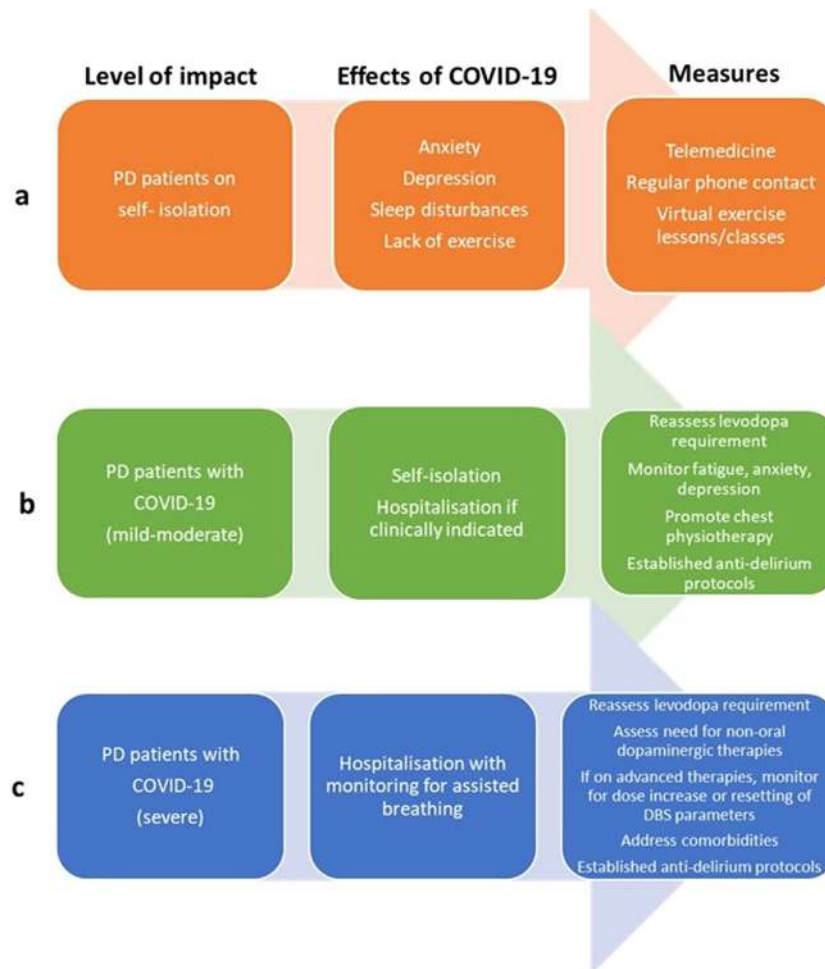 Level of impact
Effects of COVID-19
Measures
a
PD patients on
self- isolation
Anxiety
Depression
Sleep disturbances
Lack of exercise
Telemedicine
Regular phone contact
Virtual exercise
lessons/classes
b
PD patients with
COVID-19
(mild-moderate)
Self-isolation
Hospitalisation if
clinically indicated
Reassess levodopa
requirement
Monitor fatigue, anxiety,
depression
Promote chest
physiotherapy
Established anti-delirium
protocols
c
PD patients with
COVID-19
(severe)
Hospitalisation with
monitoring for assisted
breathing
Reassess levodopa requirement
Assess need for non-oral
dopaminergic therapies
If on advanced therapies, monitor
for dose increase or resetting of
DBS parameters
Address comorbidities
Established anti-delirium protocols